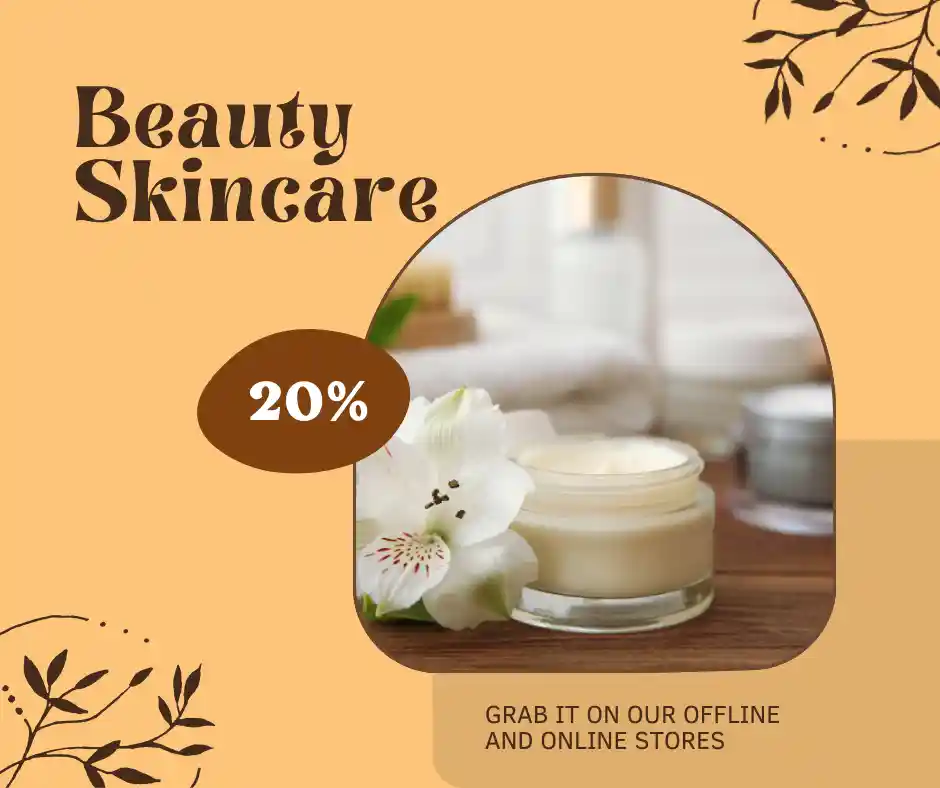 Beauty
Skincare
20%
GRAB IT ON OUR OFFLINE
AND ONLINE STORES